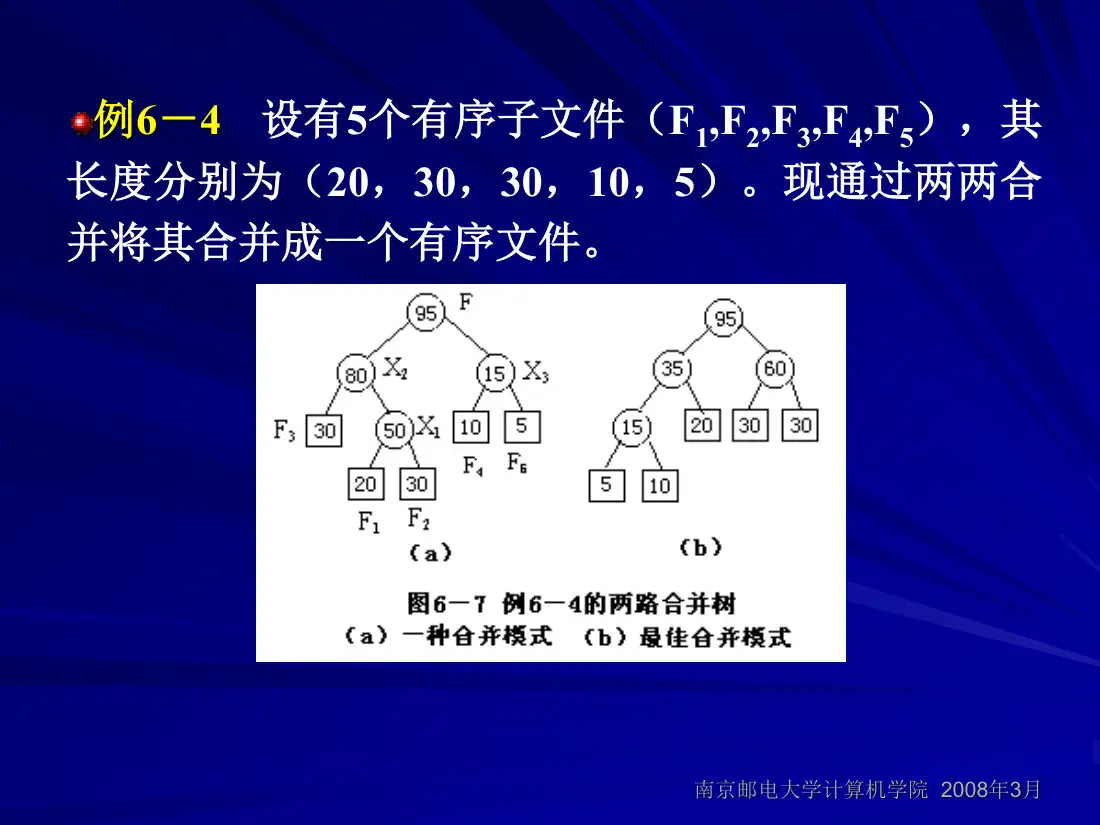 例6－4 设有5个有序子文件（F1,F2,F3,F4,F5），其
长度分别为（20，30，30，10，5）。现通过两两合
并将其合并成一个有序文件。
95 F
95
80 X2 15 X3
35 60
F3 30 50 X1 10 5
15 20 30 30
F4 F5
20 30
5 10
F1 F2
（a） （b）
图6－7 例6－4的两路合并树
（a）一种合并模式 （b）最佳合并模式
南京邮电大学计算机学院 2008年3月